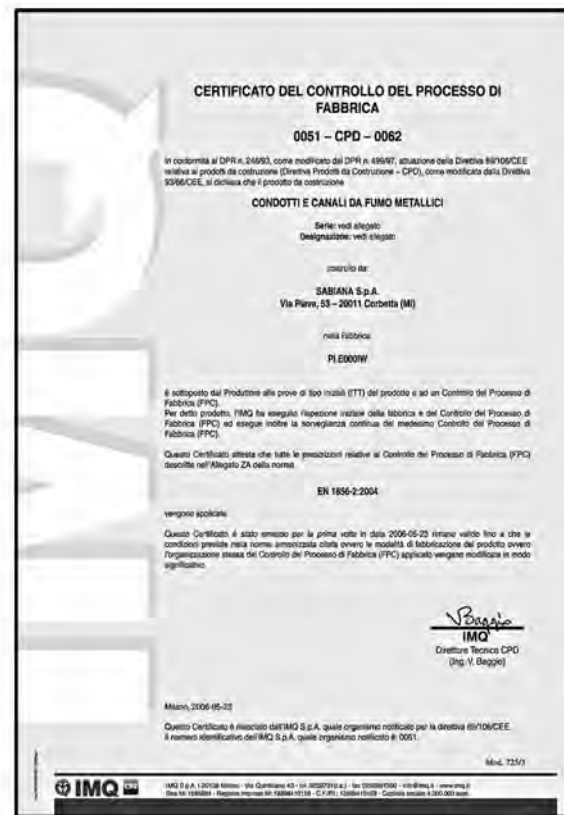 CERTIFICATO DEL CONTROLLO DEL PROCESSO DI
FABBRICA
0051 – CPD – 0062
In conformità al DPR n. 246/93, come modificato dal DPR n. 499/97, attuazione della Direttiva 89/106/CEE
relativa ai prodotti da costruzione (Direttiva Prodotti da Costruzione – CPD), come modificata dalla Direttiva
93/68/CEE, si dichiara che il prodotto da costruzione
CONDOTTI E CANALI DA FUMO METALLICI
Serie: vedi allegato
Designazione: vedi allegato
costruito da:
SABIANA S.p.A.
Via Piave, 53 – 20011 Corbetta (MI)
nella Fabbrica
PI.E000IW
è sottoposto dal Produttore alle prove di tipo iniziali (ITT) del prodotto e ad un Controllo del Processo di
Fabbrica (FPC).
Per detto prodotto, l'IMQ ha eseguito l'ispezione iniziale della fabbrica e del Controllo del Processo di
Fabbrica (FPC) ed esegue inoltre la sorveglianza continua del medesimo Controllo del Processo di
Fabbrica (FPC).
Questo Certificato attesta che tutte le prescrizioni relative al Controllo del Processo di Fabbrica (FPC)
descritte nell'Allegato ZA della norma
EN 1856-2:2004
vengono applicate.
Questo Certificato è stato emesso per la prima volta in data 2006-05-23 rimane valido fino a che le
condizioni previste nella norma armonizzata citata ovvero le modalità di fabbricazione del prodotto ovvero
l'organizzazione stessa del Controllo del Processo di Fabbrica (FPC) applicato vengano modificate in modo
significativo.
Baggio
IMQ
Direttore Tecnico CPD
(Ing. V. Baggio)
Milano, 2006-05-23
Questo Certificato è rilasciato dall'IMQ S.p.A. quale organismo notificato per la direttiva 89/106/CEE.
Il numero identificativo dell'IMQ S.p.A. quale organismo notificato è: 0051.
Mod. 725/3
IMQ
IMQ S.p.A. I-20138 Milano - Via Quintiliano 43